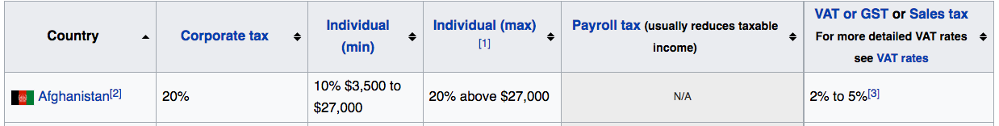 Country
Corporate tax
Individual
(min)
Individual (max)
[1]
Payroll tax (usually reduces taxable
income)
VAT or GST or Sales tax
For more detailed VAT rates
see VAT rates
Afghanistan[2]
20%
10% $3,500 to
$27,000
20% above $27,000
N/A
2% to 5%[3]